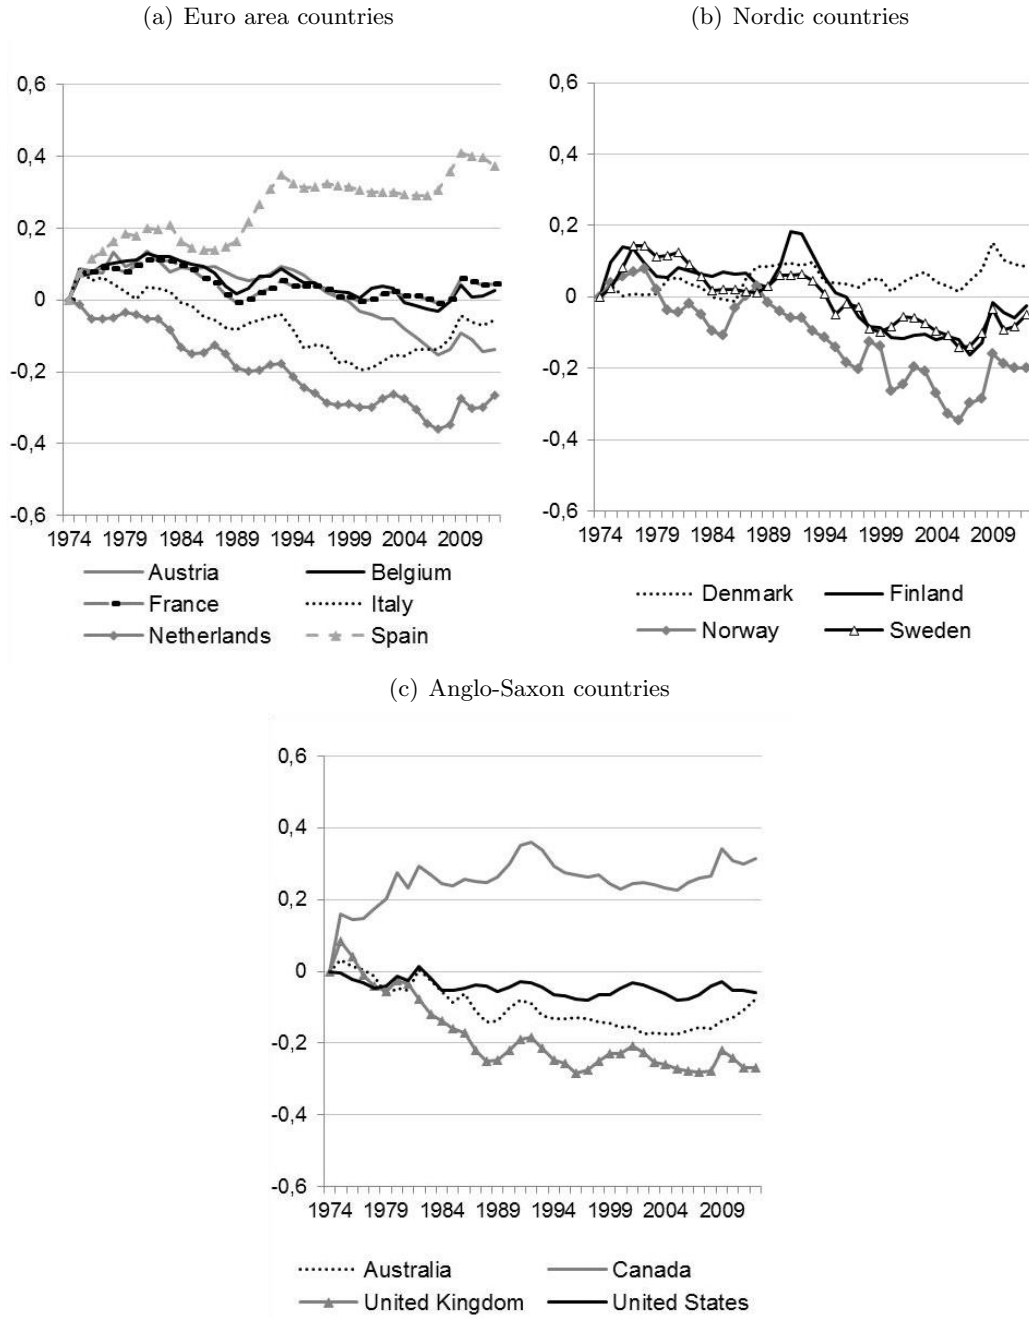 (a) Euro area countries
0,6
0,4
0,2
0
-0,2
-0,4
-0,6
1974 1979 1984 1989 1994 1999 2004 2009
Austria Belgium
France Italy
Netherlands Spain
(b) Nordic countries
0,6
0,4
0,2
0
-0,2
-0,4
-0,6
1974 1979 1984 1989 1994 1999 2004 2009
Denmark Finland
Norway Sweden
(c) Anglo-Saxon countries
0,6
0,4
0,2
0
-0,2
-0,4
-0,6
1974 1979 1984 1989 1994 1999 2004 2009
Australia Canada
United Kingdom United States